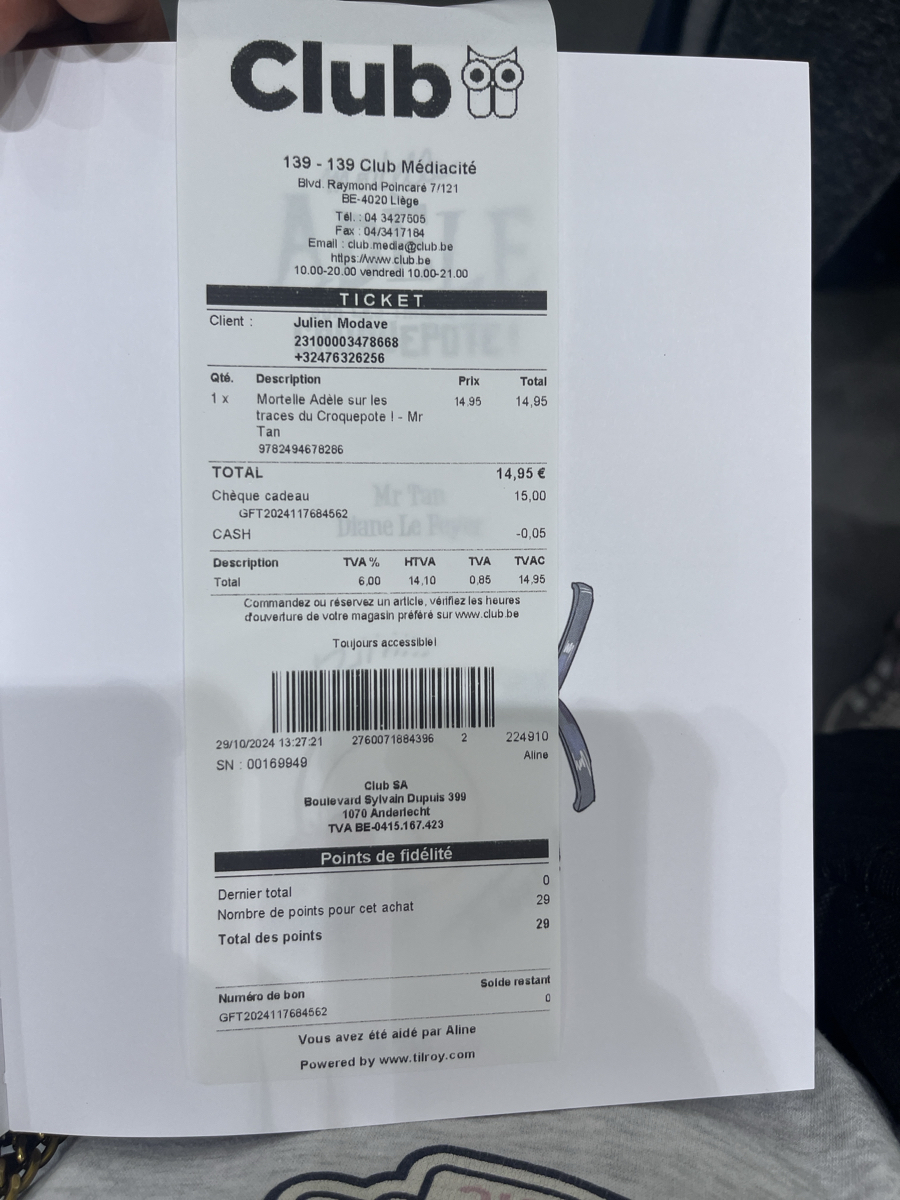 Club
139 - 139 Club Médiacité
Blvd. Raymond Poincaré 7/121
BE-4020 Liège
Tél. : 04 3427605
Fax : 04/3417184
Email : club.media@club.be
https://www.club.be
10.00-20.00 vendredi 10.00-21.00
TICKET
Client : Julien Modave
23100003478668
+32476326256
Qté. Description Prix Total
1 x Mortelle Adèle sur les 14,95 14,95
traces du Croquepote ! - Mr
Tan
9782494678286
TOTAL 14,95 €
Chèque cadeau 15,00
GFT2024117684562
CASH -0,05
Description TVA % HTVA TVA TVAC
Total 6,00 14,10 0,85 14,95
Commandez ou réservez un article, vérifiez les heures
d'ouverture de votre magasin préféré sur www.club.be
Toujours accessible!
29/10/2024 13:27:21 2760071884396 2 224910
SN : 00169949 Aline
Club SA
Boulevard Sylvain Dupuis 399
1070 Anderlecht
TVA BE-0415.167.423
Points de fidélité
Dernier total 0
Nombre de points pour cet achat 29
Total des points 29
Numéro de bon Solde restant
GFT2024117684562 0
Vous avez été aidé par Aline
Powered by www.tilroy.com
Mr Tan